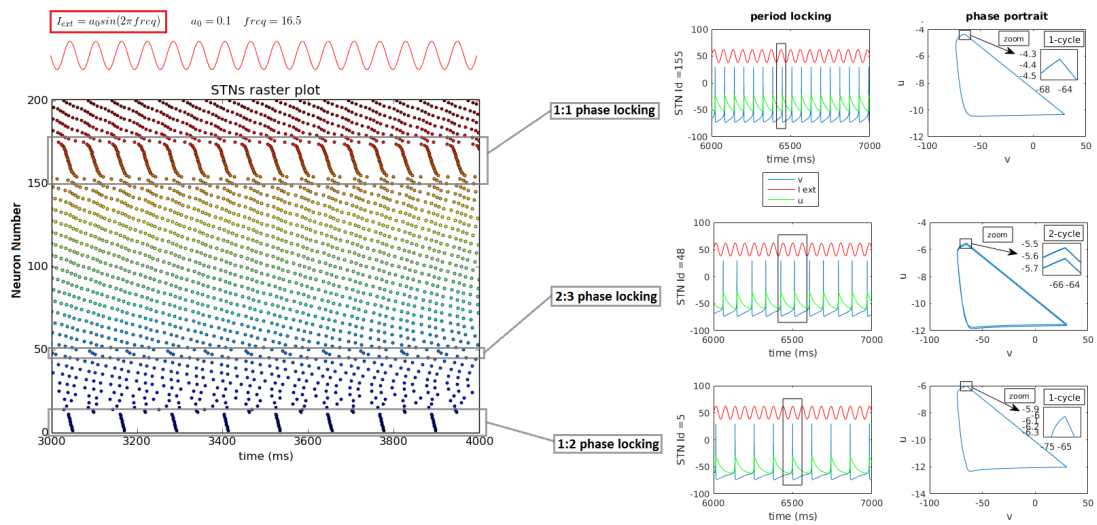 I_ext = a_0 sin(2π freq)    a_0 = 0.1    freq = 16.5
STNs raster plot
Neuron Number
200
150
100
50
0
3000 3200 3400 3600 3800 4000
time (ms)
1:1 phase locking
2:3 phase locking
1:2 phase locking
period locking
STN Id =155
100
50
0
-50
-100
6000 6500 7000
time (ms)
v
I ext
u
STN Id =48
100
50
0
-50
-100
6000 6500 7000
time (ms)
STN Id =5
100
50
0
-50
-100
6000 6500 7000
time (ms)
phase portrait
u
-4
-6
-8
-10
-12
-100 -50 0 50
v
zoom
1-cycle
-4.3
-4.4
-4.5
-68 -64
u
-4
-6
-8
-10
-12
-100 -50 0 50
v
zoom
2-cycle
-5.5
-5.6
-5.7
-66 -64
u
-6
-8
-10
-12
-14
-100 -50 0 50
v
zoom
1-cycle
-5.9
-6
-6.1
-6.2
-6.3
75 -65